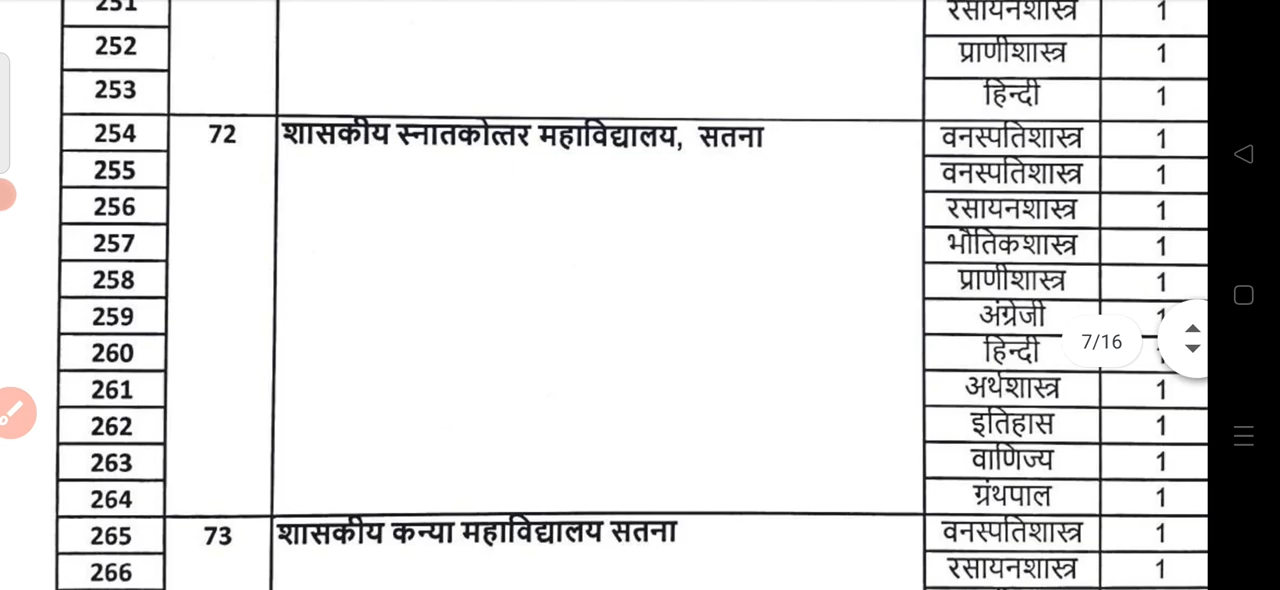 251 रसायनशास्त्र 1
252 प्राणीशास्त्र 1
253 हिन्दी 1
254 72 शासकीय स्नातकोत्तर महाविद्यालय, सतना वनस्पतिशास्त्र 1
255 वनस्पतिशास्त्र 1
256 रसायनशास्त्र 1
257 भौतिकशास्त्र 1
258 प्राणीशास्त्र 1
259 अंग्रेजी 1
260 हिन्दी 7/16
261 अर्थशास्त्र 1
262 इतिहास 1
263 वाणिज्य 1
264 ग्रंथपाल 1
265 73 शासकीय कन्या महाविद्यालय सतना वनस्पतिशास्त्र 1
266 रसायनशास्त्र 1